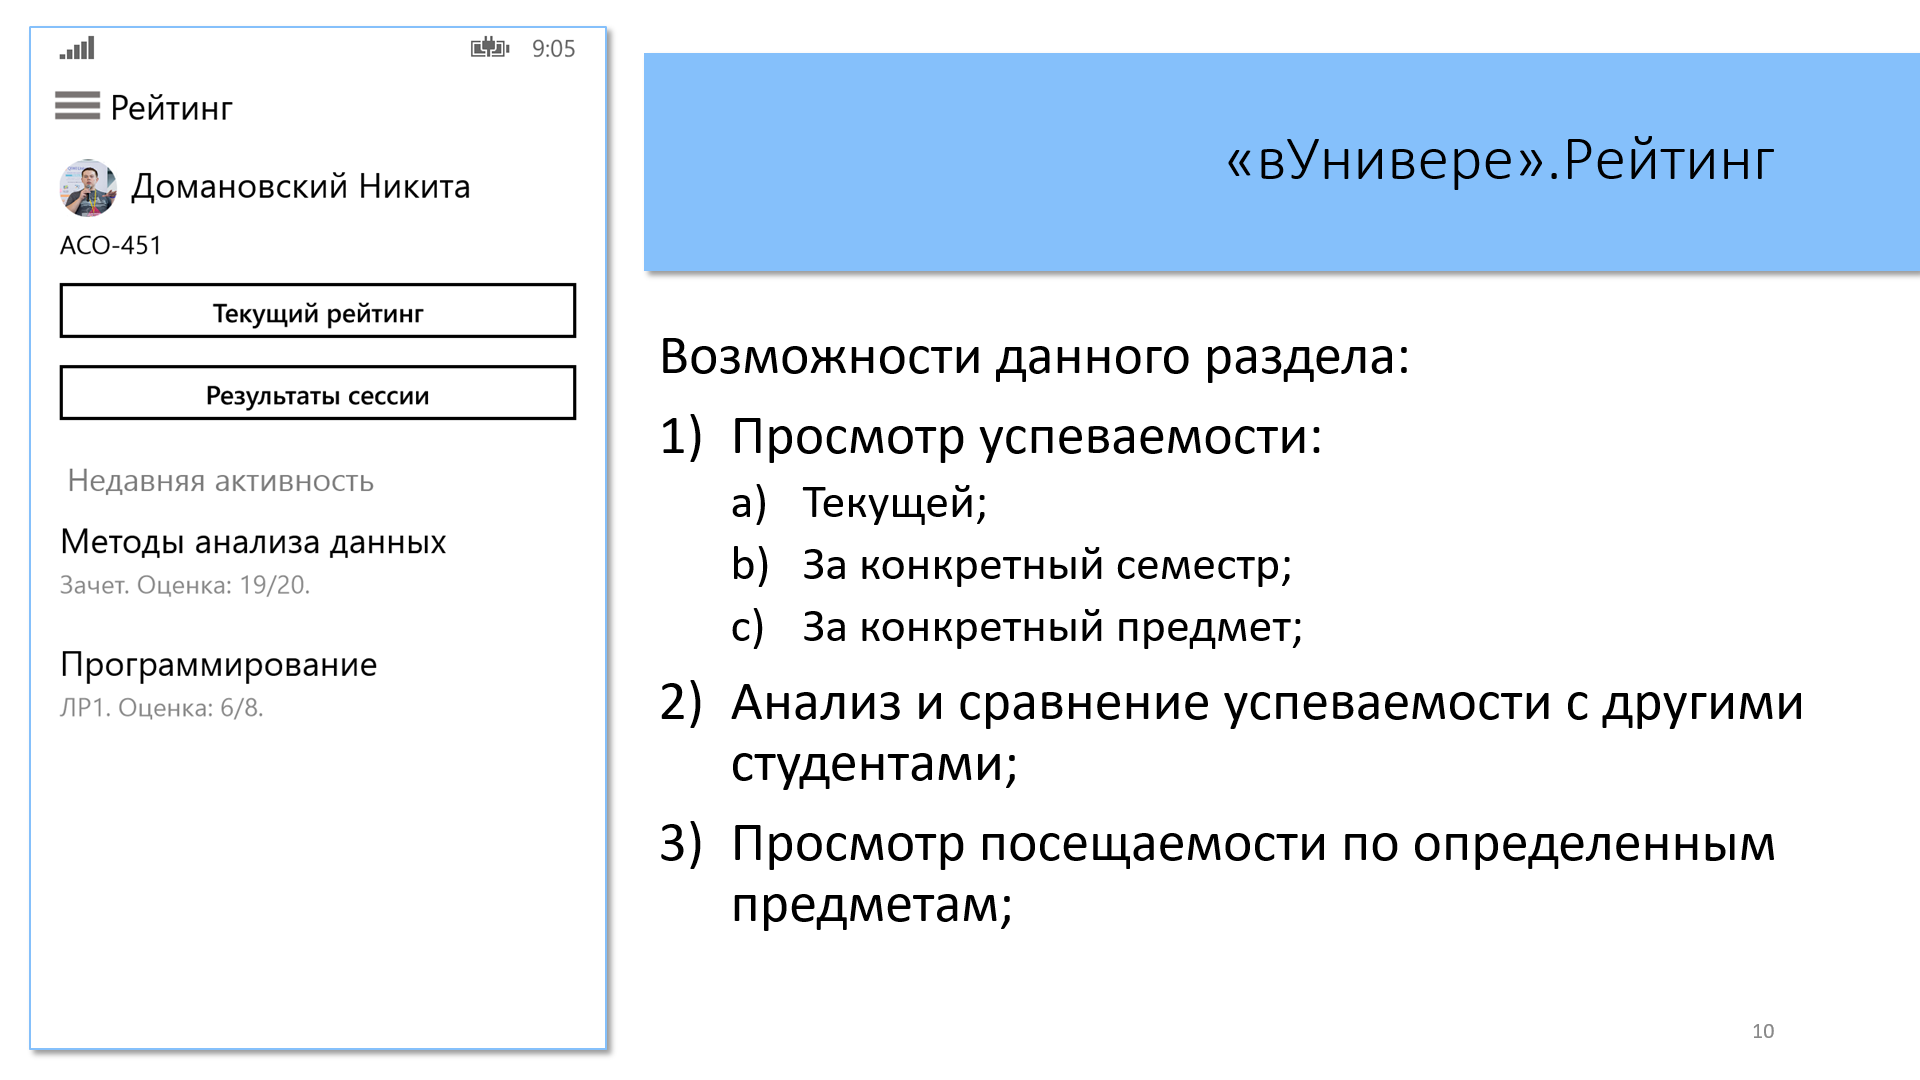 9:05
Рейтинг
Домановский Никита
АСО-451
Текущий рейтинг
Результаты сессии
Недавняя активность
Методы анализа данных
Зачет. Оценка: 19/20.
Программирование
ЛР1. Оценка: 6/8.
«вУнивере».Рейтинг
Возможности данного раздела:
1) Просмотр успеваемости:
a) Текущей;
b) За конкретный семестр;
c) За конкретный предмет;
2) Анализ и сравнение успеваемости с другими
студентами;
3) Просмотр посещаемости по определенным
предметам;
10